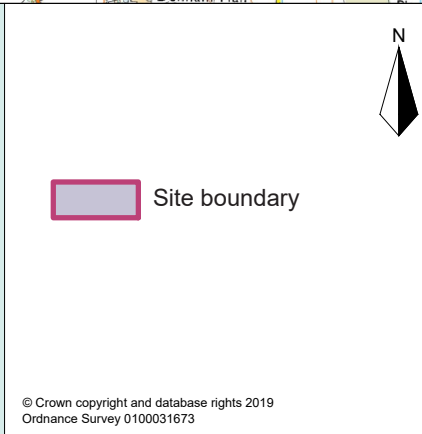 N
Site boundary
© Crown copyright and database rights 2019
Ordnance Survey 0100031673